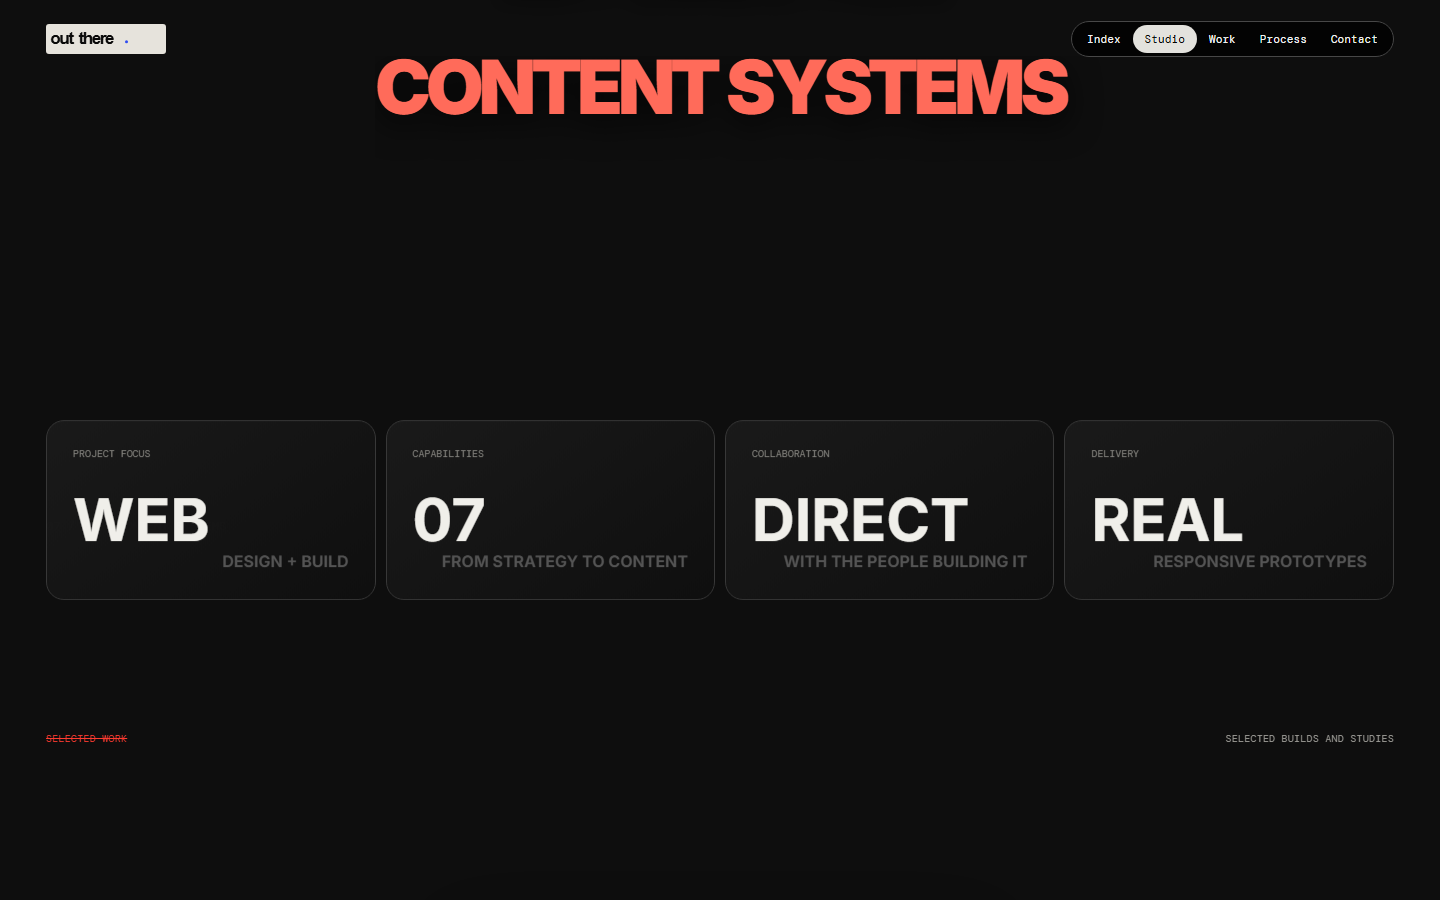 out there .
Index Studio Work Process Contact
CONTENT SYSTEMS
PROJECT FOCUS
WEB
DESIGN + BUILD
CAPABILITIES
07
FROM STRATEGY TO CONTENT
COLLABORATION
DIRECT
WITH THE PEOPLE BUILDING IT
DELIVERY
REAL
RESPONSIVE PROTOTYPES
SELECTED WORK
SELECTED BUILDS AND STUDIES